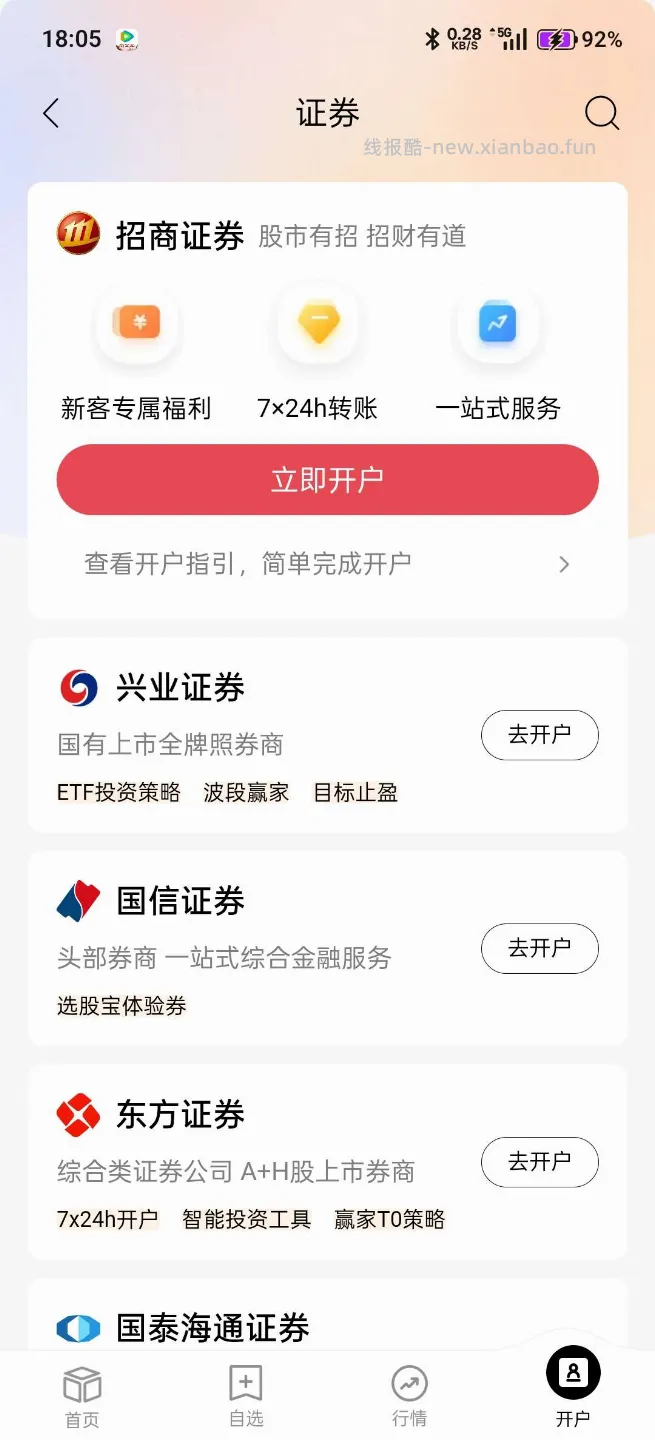 18:05
0.28 KB/S 5G 92%
证券
线报酷-new.xianbao.fun
招商证券 股市有招 招财有道
新客专属福利 7×24h转账 一站式服务
立即开户
查看开户指引，简单完成开户
兴业证券
国有上市全牌照券商
去开户
ETF投资策略 波段赢家 目标止盈
国信证券
头部券商 一站式综合金融服务
去开户
选股宝体验券
东方证券
综合类证券公司 A+H股上市券商
去开户
7x24h开户 智能投资工具 赢家T0策略
国泰海通证券
首页 自选 行情 开户